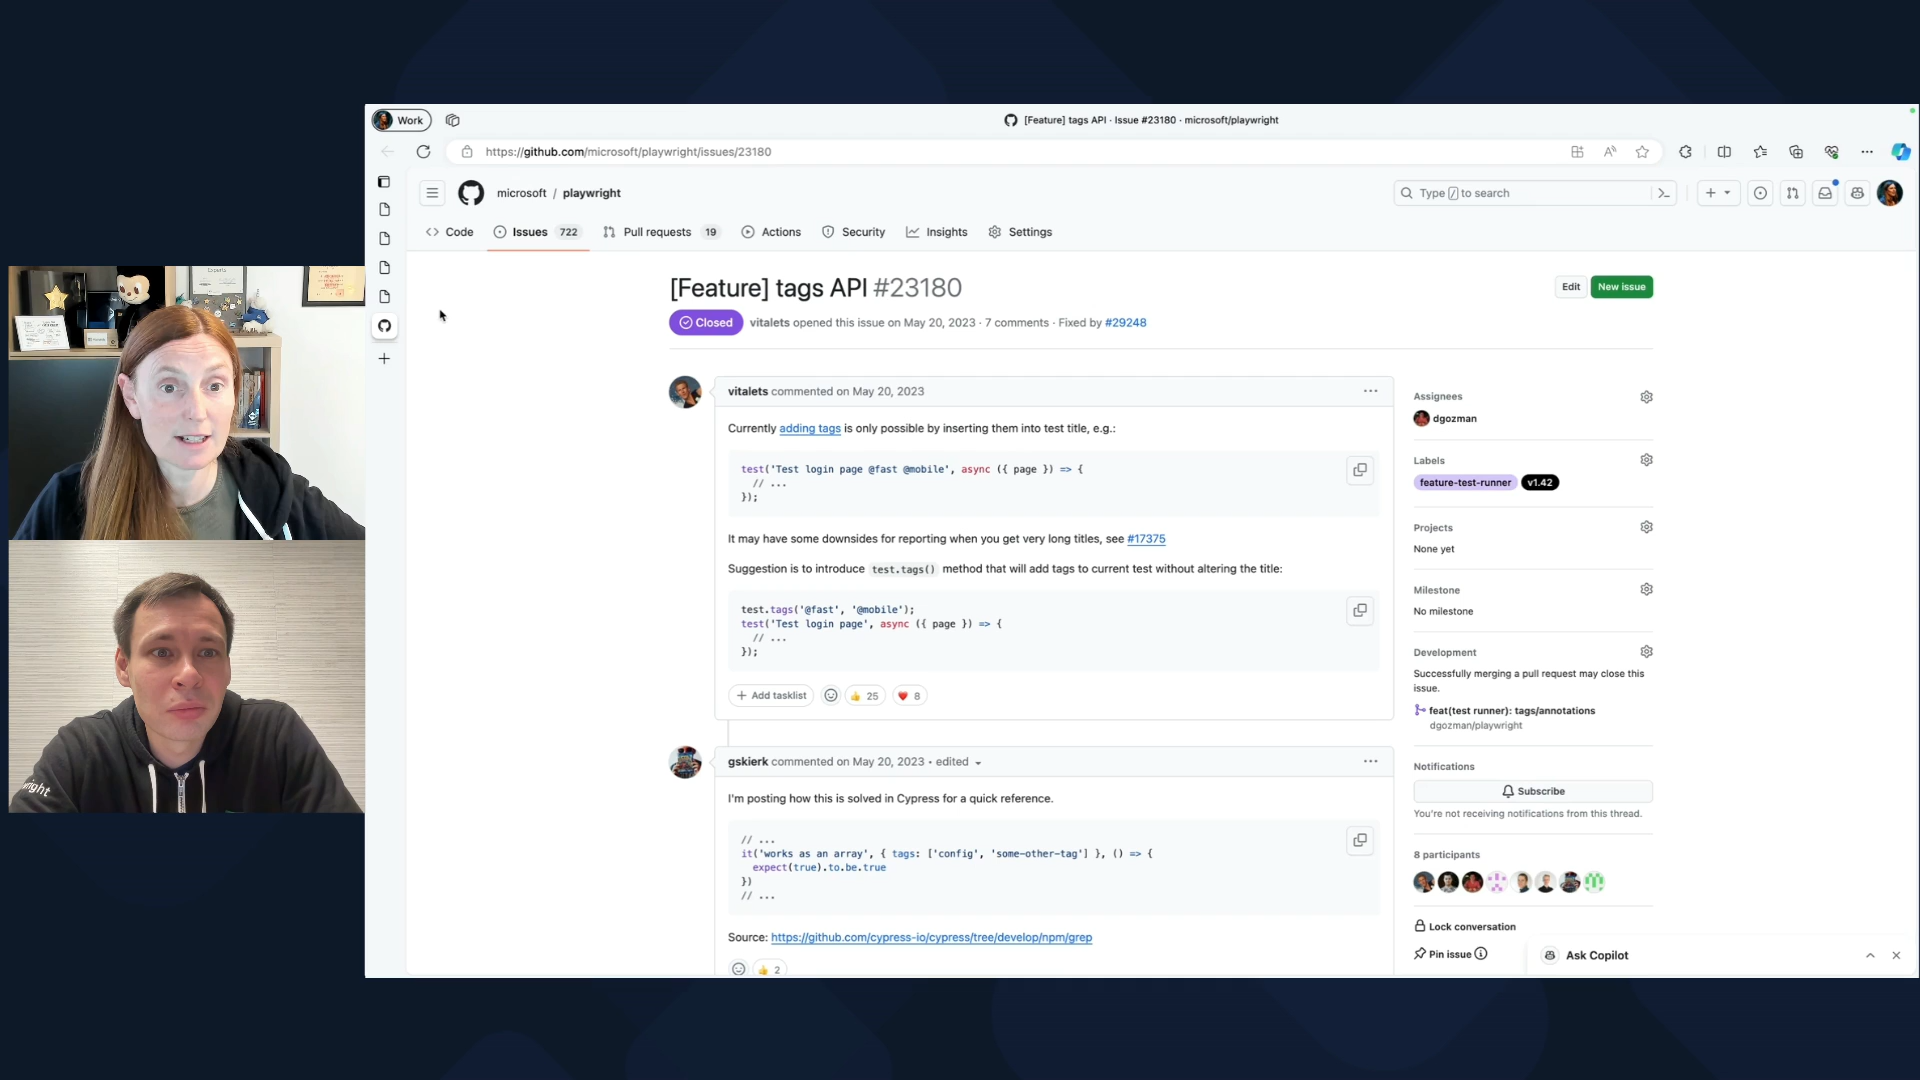 Work
[Feature] tags API · Issue #23180 · microsoft/playwright
https://github.com/microsoft/playwright/issues/23180
microsoft / playwright
Type / to search
Code
Issues 722
Pull requests 19
Actions
Security
Insights
Settings
[Feature] tags API #23180
Edit
New issue
Closed
vitalets opened this issue on May 20, 2023 · 7 comments · Fixed by #29248
vitalets commented on May 20, 2023
Currently adding tags is only possible by inserting them into test title, e.g.:
test('Test login page @fast @mobile', async ({ page }) => {
// ...
});
It may have some downsides for reporting when you get very long titles, see #17375
Suggestion is to introduce test.tags() method that will add tags to current test without altering the title:
test.tags('@fast', '@mobile');
test('Test login page', async ({ page }) => {
// ...
});
Add tasklist
25
8
gskierk commented on May 20, 2023 • edited
I'm posting how this is solved in Cypress for a quick reference.
// ...
it('works as an array', { tags: ['config', 'some-other-tag'] }, () => {
expect(true).to.be.true
})
// ...
Source: https://github.com/cypress-io/cypress/tree/develop/npm/grep
2
Assignees
dgozman
Labels
feature-test-runner
v1.42
Projects
None yet
Milestone
No milestone
Development
Successfully merging a pull request may close this
issue.
feat(test runner): tags/annotations
dgozman/playwright
Notifications
Subscribe
You're not receiving notifications from this thread.
8 participants
Lock conversation
Pin issue
Ask Copilot
Experts
wright